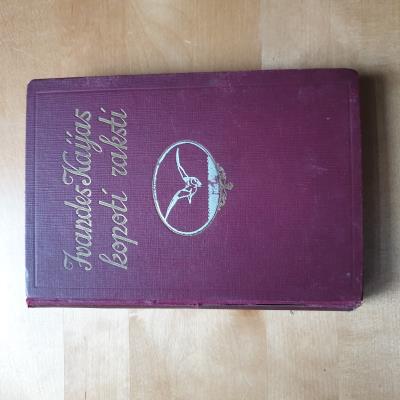 Ivandes Kaijas
kopoti raksti